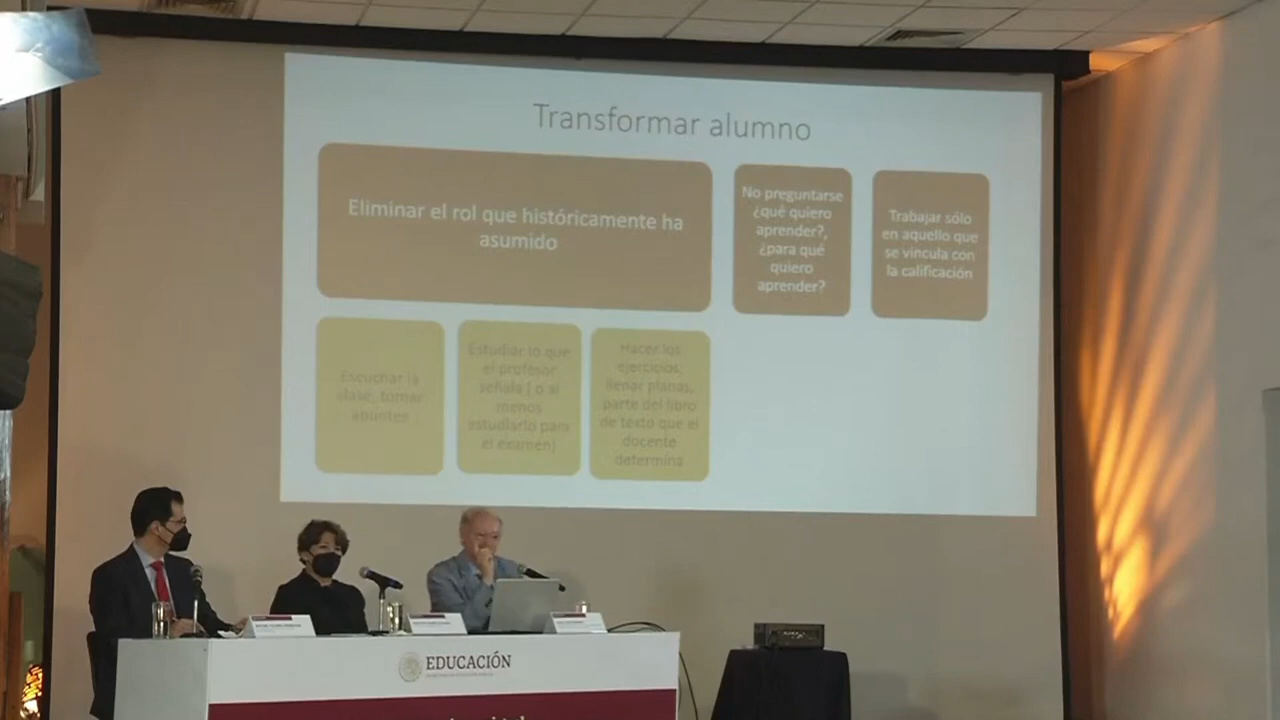 Transformar alumno
Eliminar el rol que históricamente ha
asumido
No preguntarse
¿qué quiero
aprender?,
¿para qué
quiero
aprender?
Trabajar sólo
en aquello que
se vincula con
la calificación
Escuchar la
clase, tomar
apuntes
Estudiar lo que
el profesor
señala ( o al
menos
estudiarlo para
el examen)
Hacer los
ejercicios,
llenar planas,
parte del libro
de texto que el
docente
determina
EDUCACIÓN